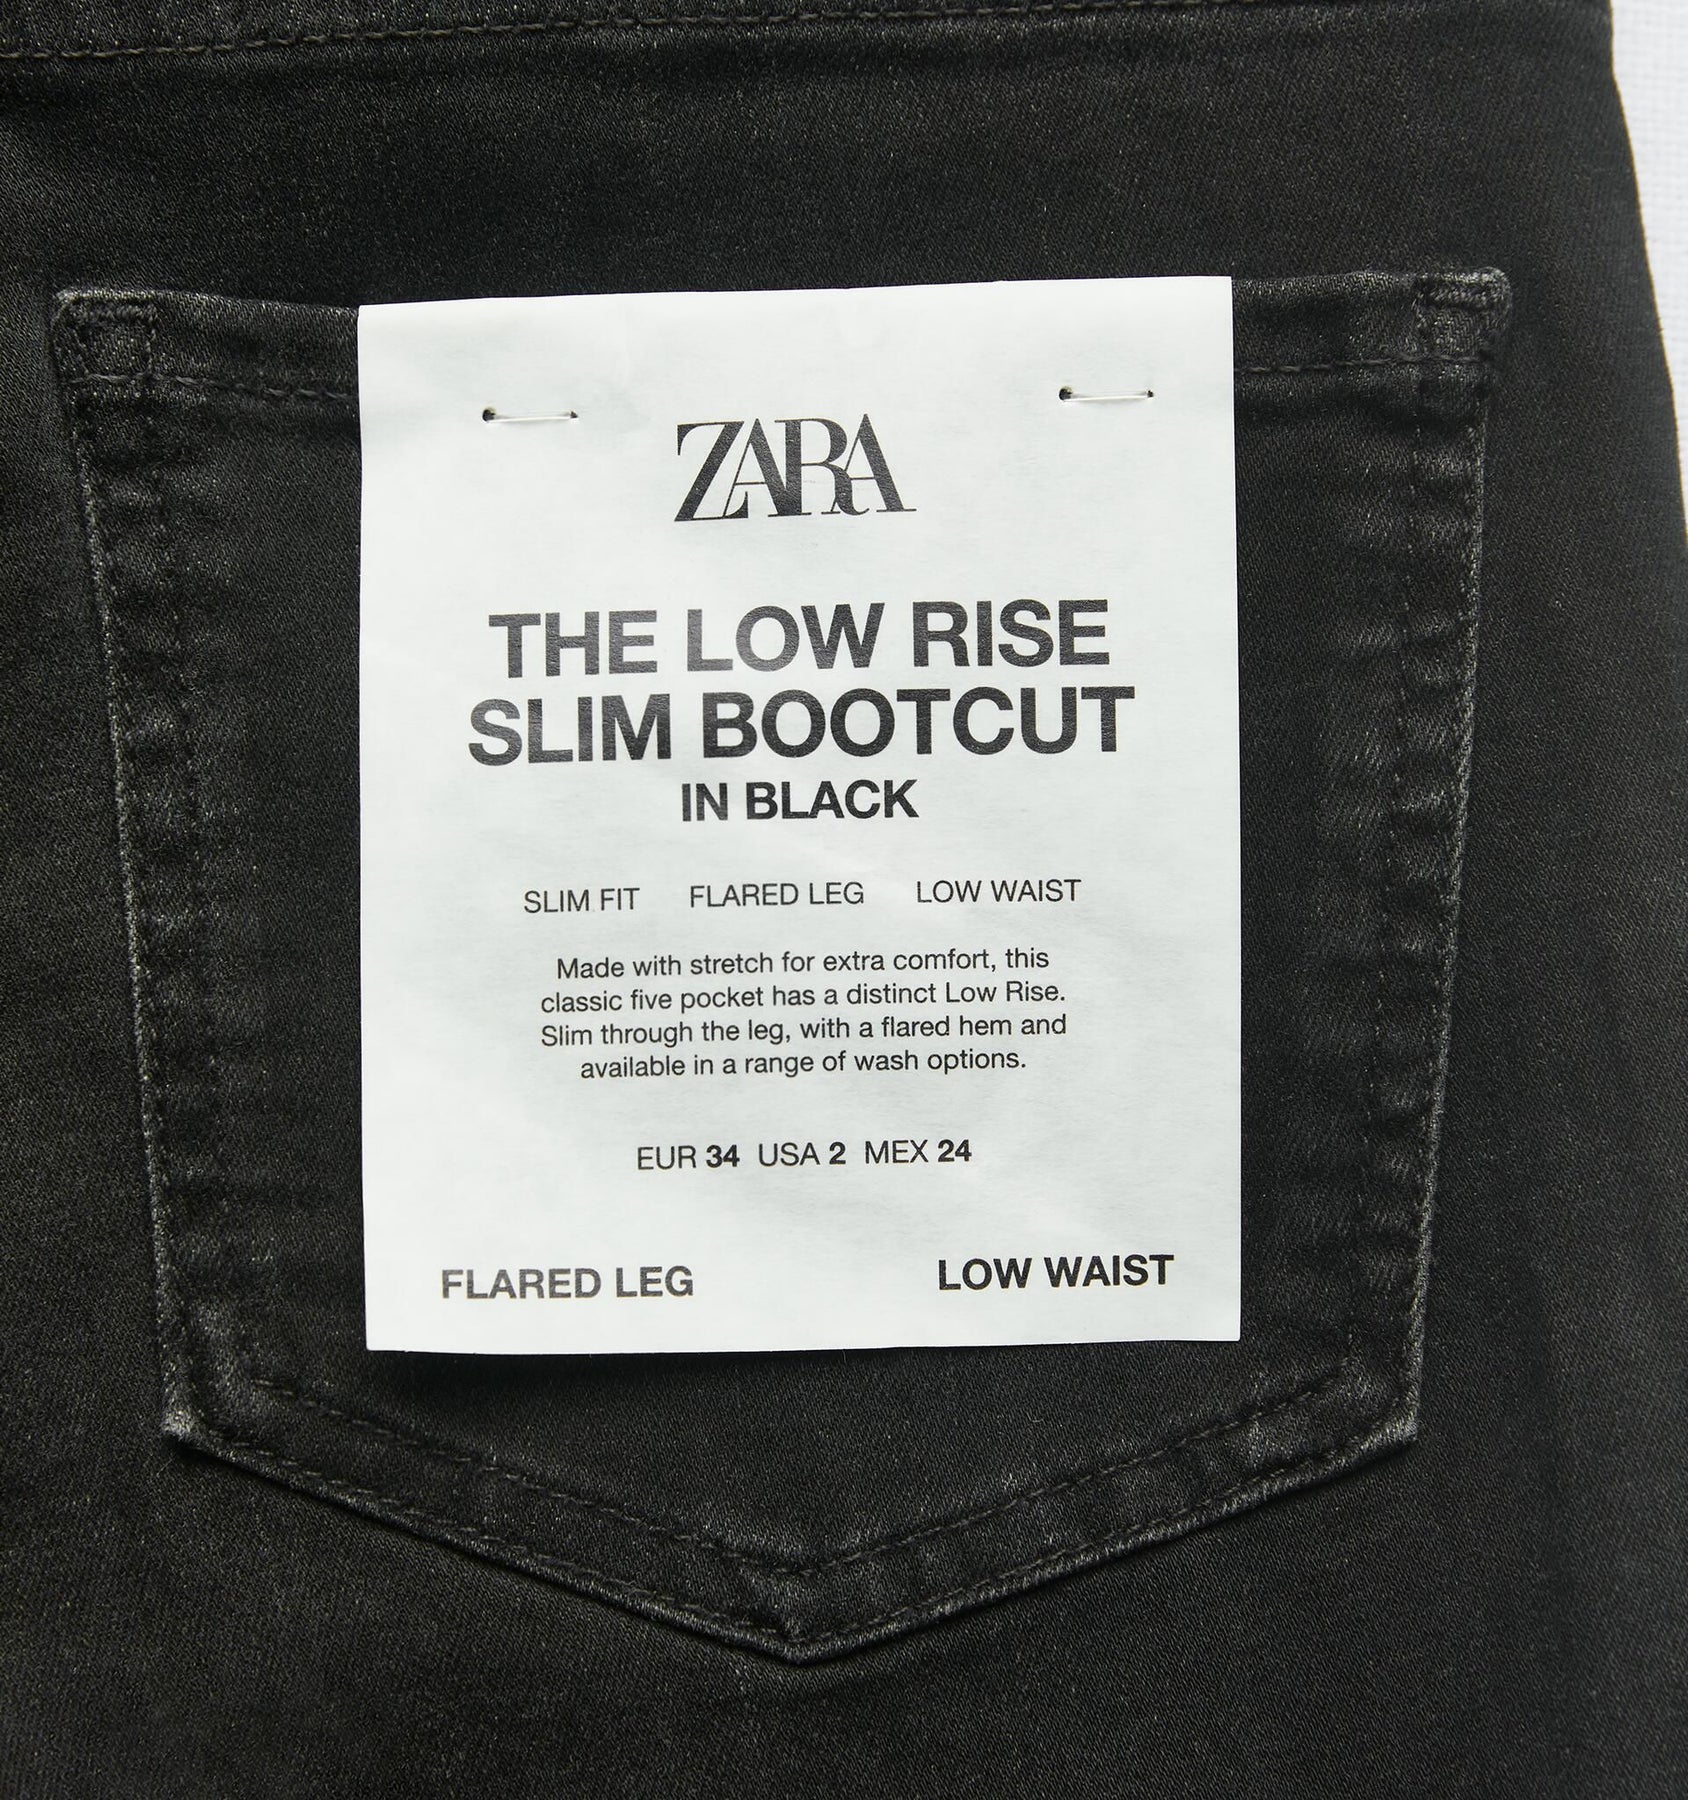 ZARA
THE LOW RISE
SLIM BOOTCUT
IN BLACK
SLIM FIT FLARED LEG LOW WAIST
Made with stretch for extra comfort, this
classic five pocket has a distinct Low Rise.
Slim through the leg, with a flared hem and
available in a range of wash options.
EUR 34 USA 2 MEX 24
FLARED LEG LOW WAIST